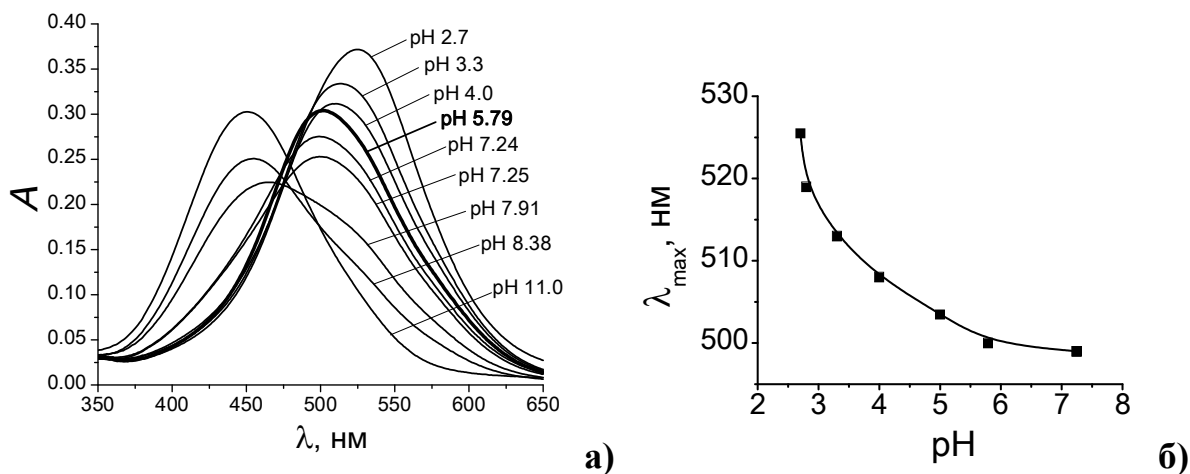 0.40
0.35
0.30
0.25
0.20
0.15
0.10
0.05
0.00
A
350 400 450 500 550 600 650
λ, нм
pH 2.7
pH 3.3
pH 4.0
pH 5.79
pH 7.24
pH 7.25
pH 7.91
pH 8.38
pH 11.0
а)
530
520
510
500
λmax, нм
2 3 4 5 6 7 8
pH
б)